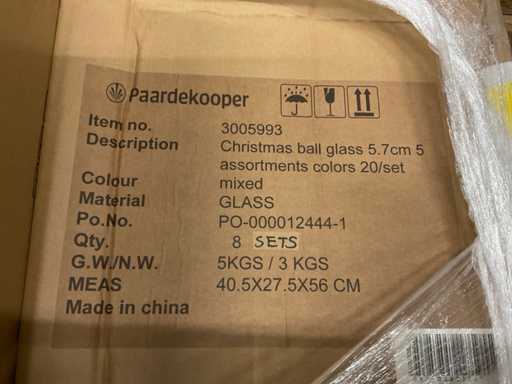 Paardekooper
Item no. 3005993
Description Christmas ball glass 5.7cm 5
assortments colors 20/set
Colour mixed
Material GLASS
Po.No. PO-000012444-1
Qty. 8 SETS
G.W./N.W. 5KGS / 3 KGS
MEAS 40.5X27.5X56 CM
Made in china